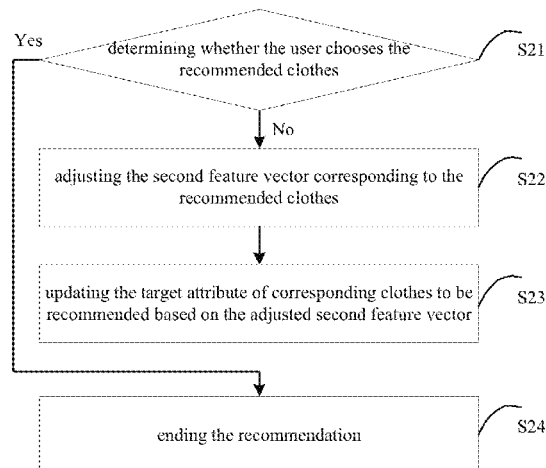 Yes
determining whether the user chooses the
recommended clothes
S21
No
adjusting the second feature vector corresponding to the
recommended clothes
S22
updating the target attribute of corresponding clothes to be
recommended based on the adjusted second feature vector
S23
ending the recommendation
S24